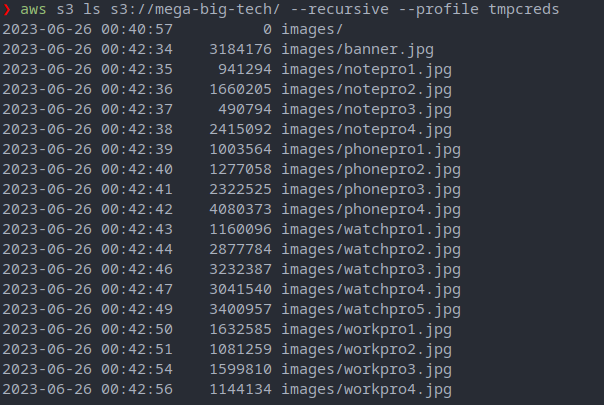 ❯ aws s3 ls s3://mega-big-tech/ --recursive --profile tmpcreds
2023-06-26 00:40:57          0 images/
2023-06-26 00:42:34    3184176 images/banner.jpg
2023-06-26 00:42:35     941294 images/notepro1.jpg
2023-06-26 00:42:36    1660205 images/notepro2.jpg
2023-06-26 00:42:37     490794 images/notepro3.jpg
2023-06-26 00:42:38    2415092 images/notepro4.jpg
2023-06-26 00:42:39    1003564 images/phonepro1.jpg
2023-06-26 00:42:40    1277058 images/phonepro2.jpg
2023-06-26 00:42:41    2322525 images/phonepro3.jpg
2023-06-26 00:42:42    4080373 images/phonepro4.jpg
2023-06-26 00:42:43    1160096 images/watchpro1.jpg
2023-06-26 00:42:44    2877784 images/watchpro2.jpg
2023-06-26 00:42:46    3232387 images/watchpro3.jpg
2023-06-26 00:42:47    3041540 images/watchpro4.jpg
2023-06-26 00:42:49    3400957 images/watchpro5.jpg
2023-06-26 00:42:50    1632585 images/workpro1.jpg
2023-06-26 00:42:51    1081259 images/workpro2.jpg
2023-06-26 00:42:54    1599810 images/workpro3.jpg
2023-06-26 00:42:56    1144134 images/workpro4.jpg